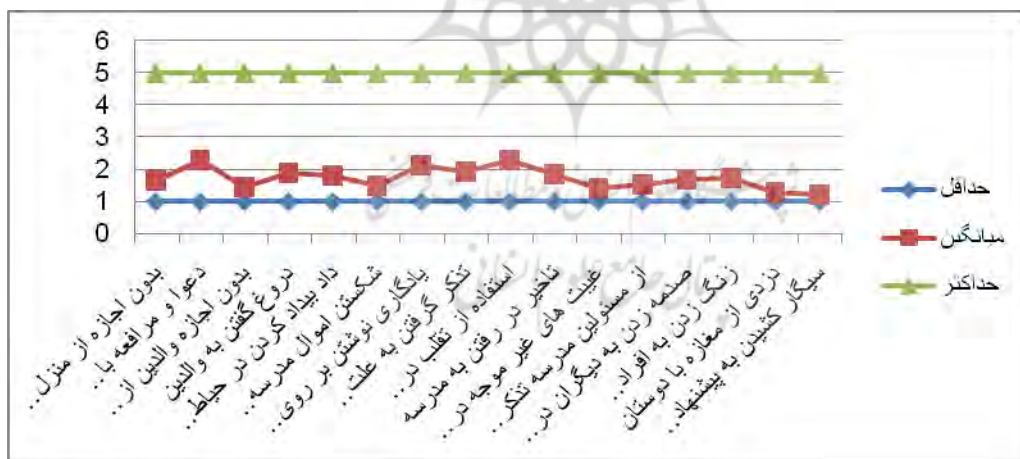 6
5
4
3
2
1
0
حداقل
میانگین
حداکثر
بدون اجازه از منزل..
دعوا و مرافعه با..
بدون اجازه والدین از..
دروغ گفتن به والدین
داد بیداد کردن در حیاط..
شکستن اموال مدرسه..
یادگاری نوشتن بر روی..
تذکر گرفتن به علت..
استفاده از تقلب در..
تاخیر در رفتن به مدرسه
غیبت های غیر موجه در..
از مسئولین مدرسه تذکر..
صدمه زدن به دیگران در..
زنگ زدن به افراد..
دزدی از مغازه با دوستان
سیگار کشیدن به پیشنهاد..